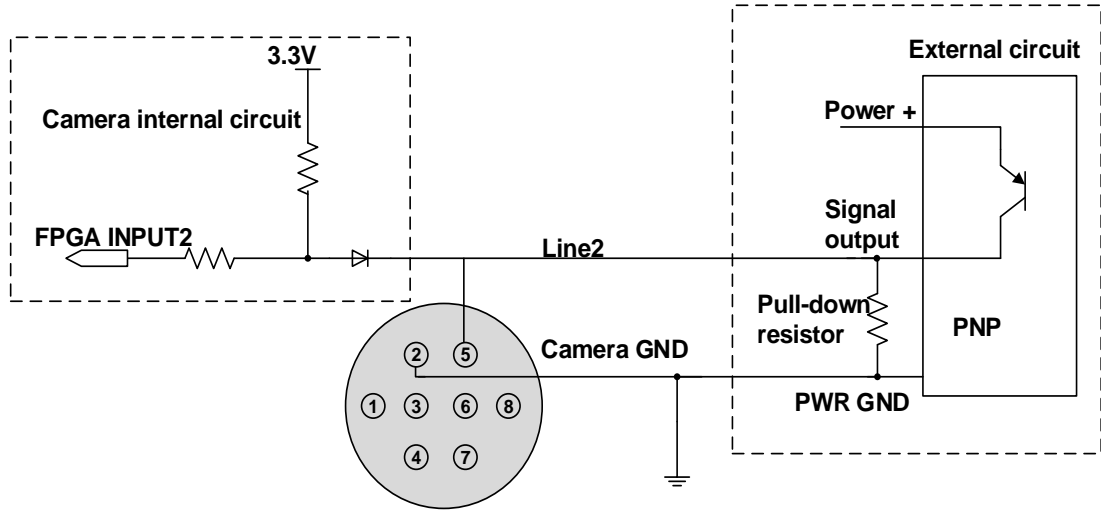 External circuit
3.3V
Power +
Camera internal circuit
Signal
output
FPGA INPUT2
Line2
Pull-down
resistor
PNP
Camera GND
2
5
PWR GND
1
3
6
8
4
7